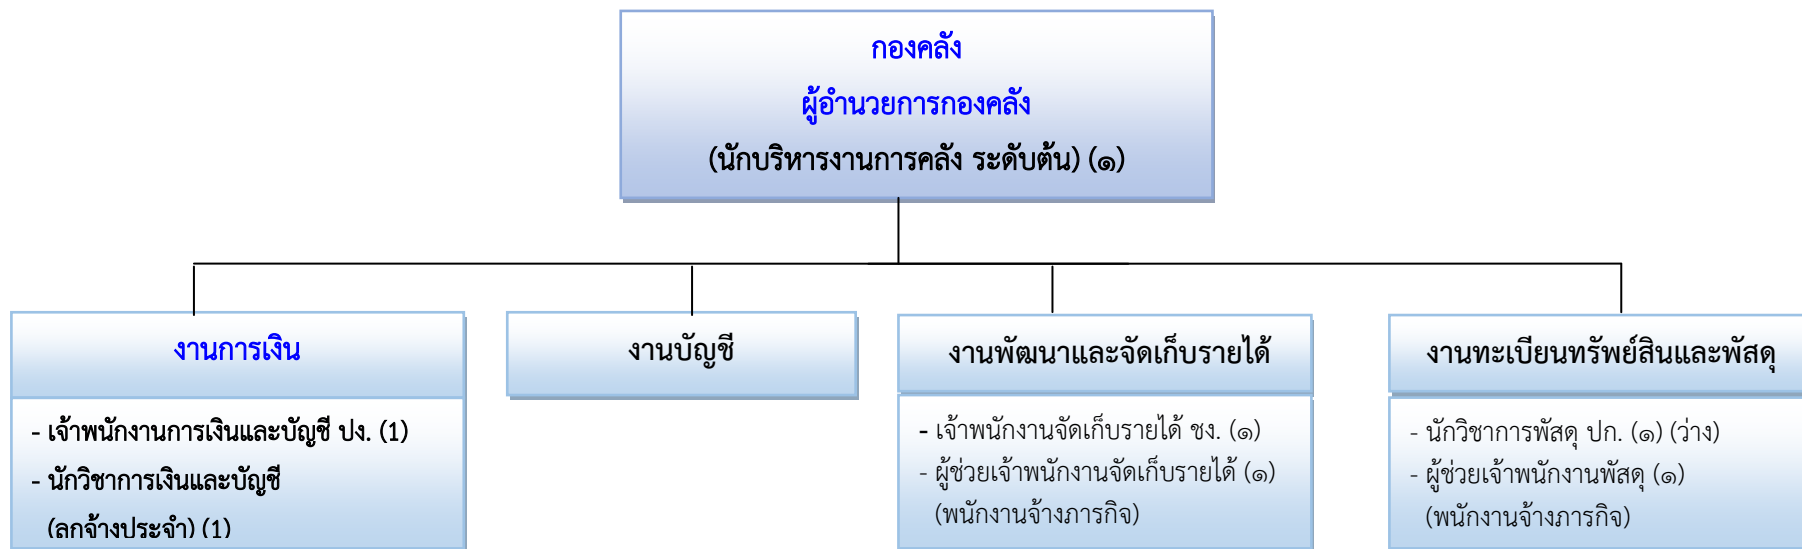 กองคลัง
ผู้อำนวยการกองคลัง
(นักบริหารงานการคลัง ระดับต้น) (๑)
งานการเงิน
- เจ้าพนักงานการเงินและบัญชี ปง. (1)
- นักวิชาการเงินและบัญชี
(ลูกจ้างประจำ) (1)
งานบัญชี
งานพัฒนาและจัดเก็บรายได้
- เจ้าพนักงานจัดเก็บรายได้ ชง. (๑)
- ผู้ช่วยเจ้าพนักงานจัดเก็บรายได้ (๑)
(พนักงานจ้างภารกิจ)
งานทะเบียนทรัพย์สินและพัสดุ
- นักวิชาการพัสดุ ปก. (๑) (ว่าง)
- ผู้ช่วยเจ้าพนักงานพัสดุ (๑)
(พนักงานจ้างภารกิจ)